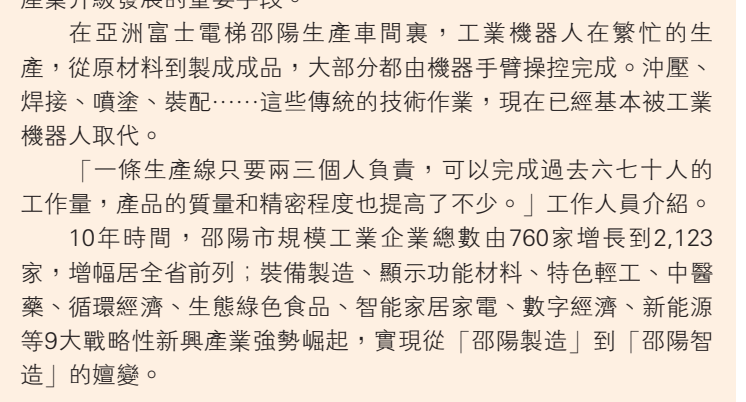 產業升級發展的重要手段。
在亞洲富士電梯邵陽生產車間裏，工業機器人在繁忙的生
產，從原材料到製成成品，大部分都由機器手臂操控完成。沖壓、
焊接、噴塗、裝配⋯⋯這些傳統的技術作業，現在已經基本被工業
機器人取代。
「一條生產線只要兩三個人負責，可以完成過去六七十人的
工作量，產品的質量和精密程度也提高了不少。」工作人員介紹。
10年時間，邵陽市規模工業企業總數由760家增長到2,123
家，增幅居全省前列；裝備製造、顯示功能材料、特色輕工、中醫
藥、循環經濟、生態綠色食品、智能家居家電、數字經濟、新能源
等9大戰略性新興產業強勢崛起，實現從「邵陽製造」到「邵陽智
造」的嬗變。